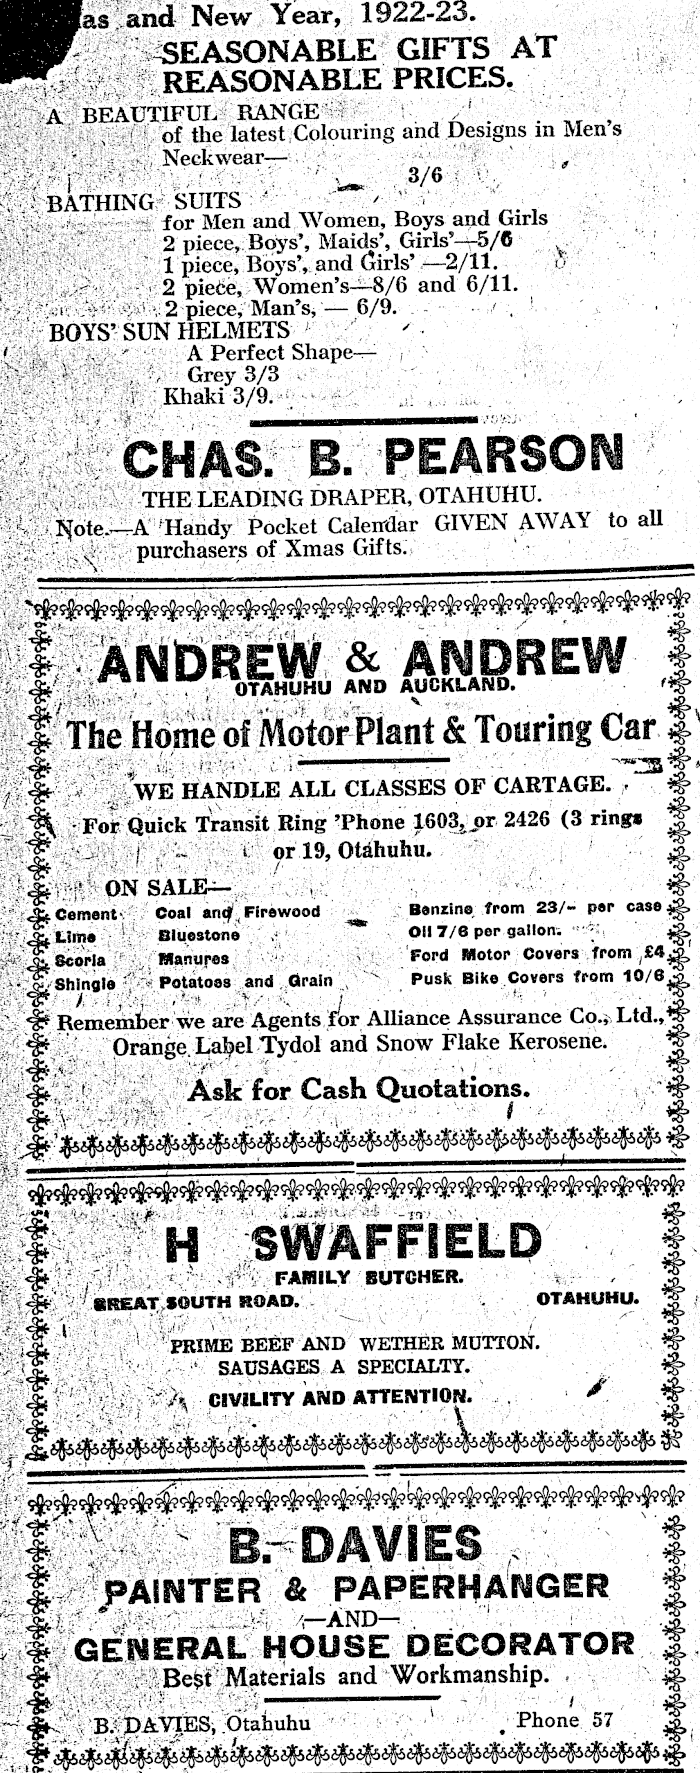 as and New Year, 1922-23.
SEASONABLE GIFTS AT
REASONABLE PRICES.
A BEAUTIFUL RANGE
of the latest Colouring and Designs in Men's
Neckwear—
3/6
BATHING SUITS
for Men and Women, Boys and Girls
2 piece, Boys', Maids', Girls'—5/6
1 piece, Boys', and Girls' —2/11.
2 piece, Women's—8/6 and 6/11.
2 piece, Man's, — 6/9.
BOYS' SUN HELMETS
A Perfect Shape—
Grey 3/3
Khaki 3/9.
CHAS. B. PEARSON
THE LEADING DRAPER, OTAHUHU.
Note.—A Handy Pocket Calendar GIVEN AWAY to all
purchasers of Xmas Gifts.
ANDREW & ANDREW
OTAHUHU AND AUCKLAND.
The Home of Motor Plant & Touring Car
WE HANDLE ALL CLASSES OF CARTAGE.
For Quick Transit Ring 'Phone 1603, or 2426 (3 rings
or 19, Otahuhu.
ON SALE—
Cement Coal and Firewood Benzine from 23/- per case
Lime Bluestone Oil 7/6 per gallon.
Scoria Manures Ford Motor Covers from £4
Shingle Potatoes and Grain Pusk Bike Covers from 10/6
Remember we are Agents for Alliance Assurance Co., Ltd.,
Orange Label Tydol and Snow Flake Kerosene.
Ask for Cash Quotations.
H SWAFFIELD
FAMILY BUTCHER.
GREAT SOUTH ROAD. OTAHUHU.
PRIME BEEF AND WETHER MUTTON.
SAUSAGES A SPECIALTY.
CIVILITY AND ATTENTION.
B. DAVIES
PAINTER & PAPERHANGER
—AND—
GENERAL HOUSE DECORATOR
Best Materials and Workmanship.
B. DAVIES, Otahuhu Phone 57